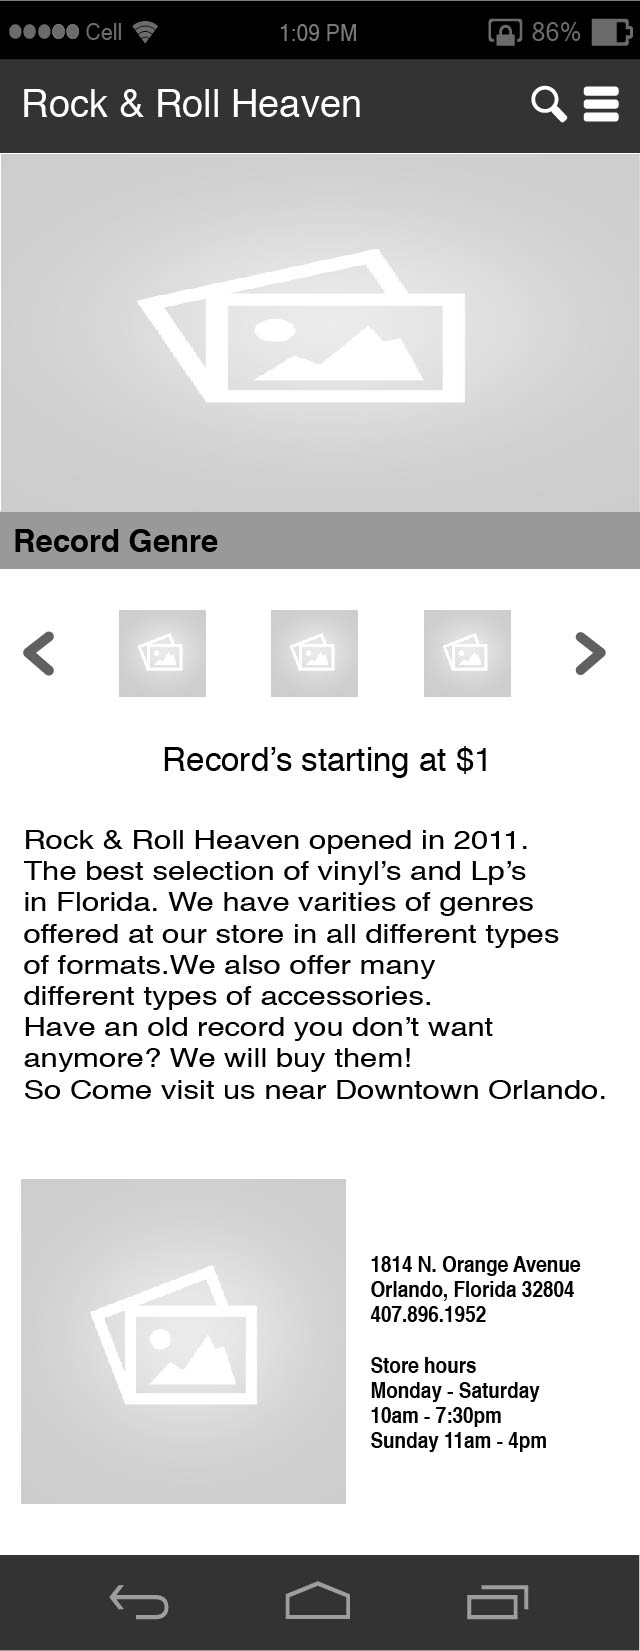 Cell 1:09 PM 86%
Rock & Roll Heaven
Record Genre
Record’s starting at $1
Rock & Roll Heaven opened in 2011.
The best selection of vinyl’s and Lp’s
in Florida. We have varities of genres
offered at our store in all different types
of formats.We also offer many
different types of accessories.
Have an old record you don’t want
anymore? We will buy them!
So Come visit us near Downtown Orlando.
1814 N. Orange Avenue
Orlando, Florida 32804
407.896.1952
Store hours
Monday - Saturday
10am - 7:30pm
Sunday 11am - 4pm